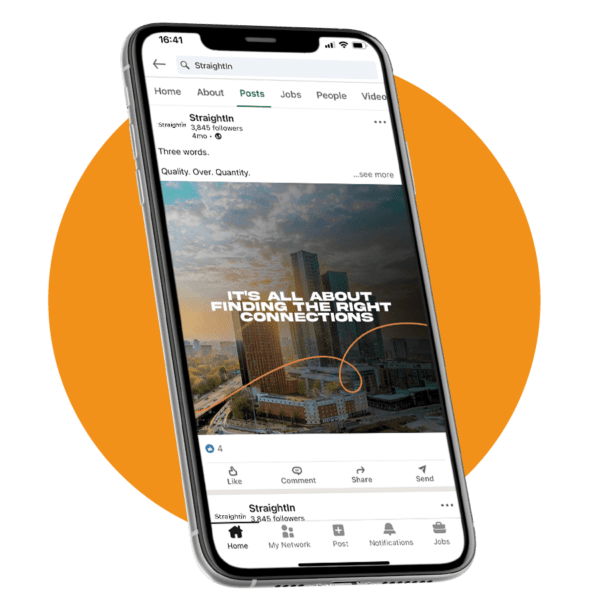 16:41
StraightIn
Home About Posts Jobs People Video
StraightIn
StraightIn
3,845 followers
4mo •
Three words.
Quality. Over. Quantity.
...see more
IT'S ALL ABOUT
FINDING THE RIGHT
CONNECTIONS
4
Like Comment Share Send
StraightIn
StraightIn
3,845 followers
Home My Network Post Notifications Jobs